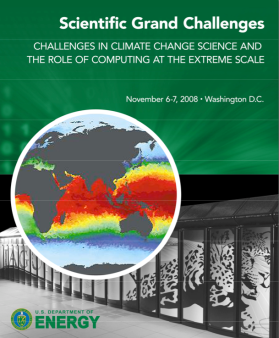 Scientific Grand Challenges
CHALLENGES IN CLIMATE CHANGE SCIENCE AND
THE ROLE OF COMPUTING AT THE EXTREME SCALE
November 6-7, 2008 • Washington D.C.
U.S. DEPARTMENT OF
ENERGY